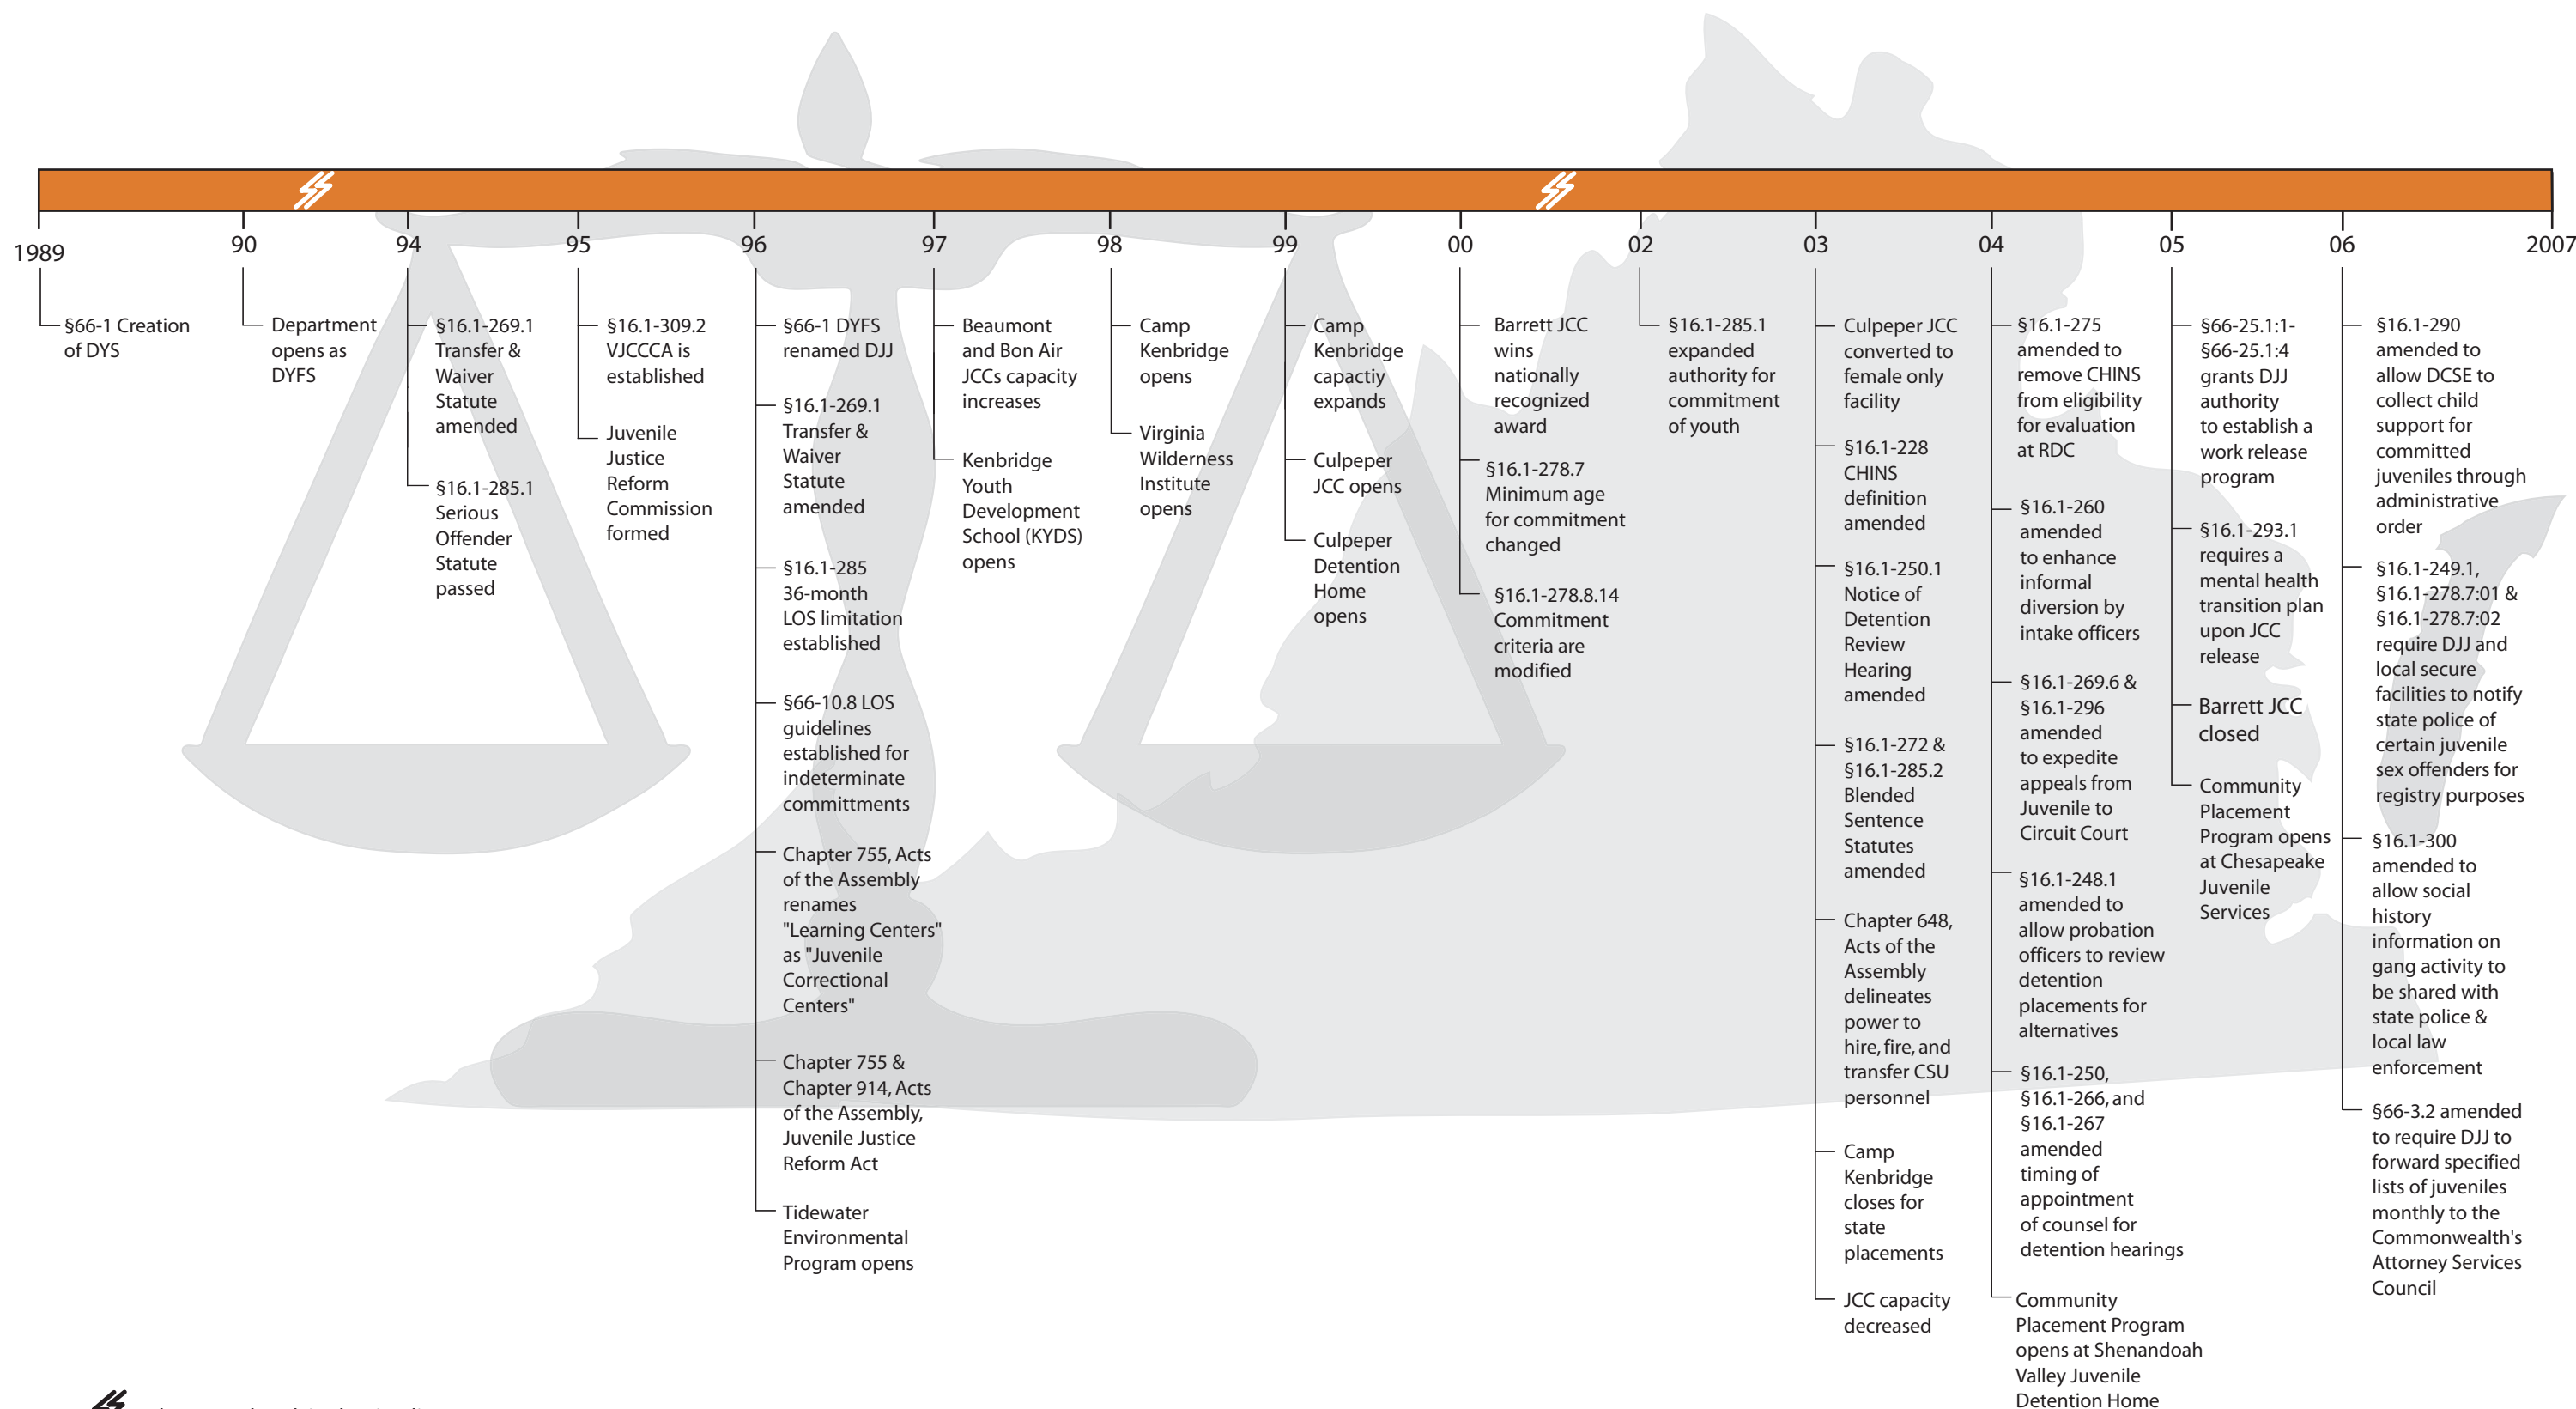 1989
90
94
95
96
97
98
99
00
02
03
04
05
06
2007
§66-1 Creation
of DYS
Department
opens as
DYFS
§16.1-269.1
Transfer &
Waiver
Statute
amended
§16.1-285.1
Serious
Offender
Statute
passed
§16.1-309.2
VJCCCA is
established
Juvenile
Justice
Reform
Commission
formed
§66-1 DYFS
renamed DJJ
§16.1-269.1
Transfer &
Waiver
Statute
amended
§16.1-285
36-month
LOS limitation
established
§66-10.8 LOS
guidelines
established for
indeterminate
committments
Chapter 755, Acts
of the Assembly
renames
"Learning Centers"
as "Juvenile
Correctional
Centers"
Chapter 755 &
Chapter 914, Acts
of the Assembly,
Juvenile Justice
Reform Act
Tidewater
Environmental
Program opens
Beaumont
and Bon Air
JCCs capacity
increases
Kenbridge
Youth
Development
School (KYDS)
opens
Camp
Kenbridge
opens
Virginia
Wilderness
Institute
opens
Camp
Kenbridge
capactiy
expands
Culpeper
JCC opens
Culpeper
Detention
Home
opens
Barrett JCC
wins
nationally
recognized
award
§16.1-278.7
Minimum age
for commitment
changed
§16.1-278.8.14
Commitment
criteria are
modified
§16.1-285.1
expanded
authority for
commitment
of youth
Culpeper JCC
converted to
female only
facility
§16.1-228
CHINS
definition
amended
§16.1-250.1
Notice of
Detention
Review
Hearing
amended
§16.1-272 &
§16.1-285.2
Blended
Sentence
Statutes
amended
Chapter 648,
Acts of the
Assembly
delineates
power to
hire, fire, and
transfer CSU
personnel
Camp
Kenbridge
closes for
state
placements
JCC capacity
decreased
§16.1-275
amended to
remove CHINS
from eligibility
for evaluation
at RDC
§16.1-260
amended
to enhance
informal
diversion by
intake officers
§16.1-269.6 &
§16.1-296
amended
to expedite
appeals from
Juvenile to
Circuit Court
§16.1-248.1
amended to
allow probation
officers to review
detention
placements for
alternatives
§16.1-250,
§16.1-266, and
§16.1-267
amended
timing of
appointment
of counsel for
detention hearings
Community
Placement Program
opens at Shenandoah
Valley Juvenile
Detention Home
§66-25.1:1-
§66-25.1:4
grants DJJ
authority
to establish a
work release
program
§16.1-293.1
requires a
mental health
transition plan
upon JCC
release
Barrett JCC
closed
Community
Placement
Program opens
at Chesapeake
Juvenile
Services
§16.1-290
amended to
allow DCSE to
collect child
support for
committed
juveniles through
administrative
order
§16.1-249.1,
§16.1-278.7:01 &
§16.1-278.7:02
require DJJ and
local secure
facilities to notify
state police of
certain juvenile
sex offenders for
registry purposes
§16.1-300
amended to
allow social
history
information on
gang activity to
be shared with
state police &
local law
enforcement
§66-3.2 amended
to require DJJ to
forward specified
lists of juveniles
monthly to the
Commonwealth's
Attorney Services
Council